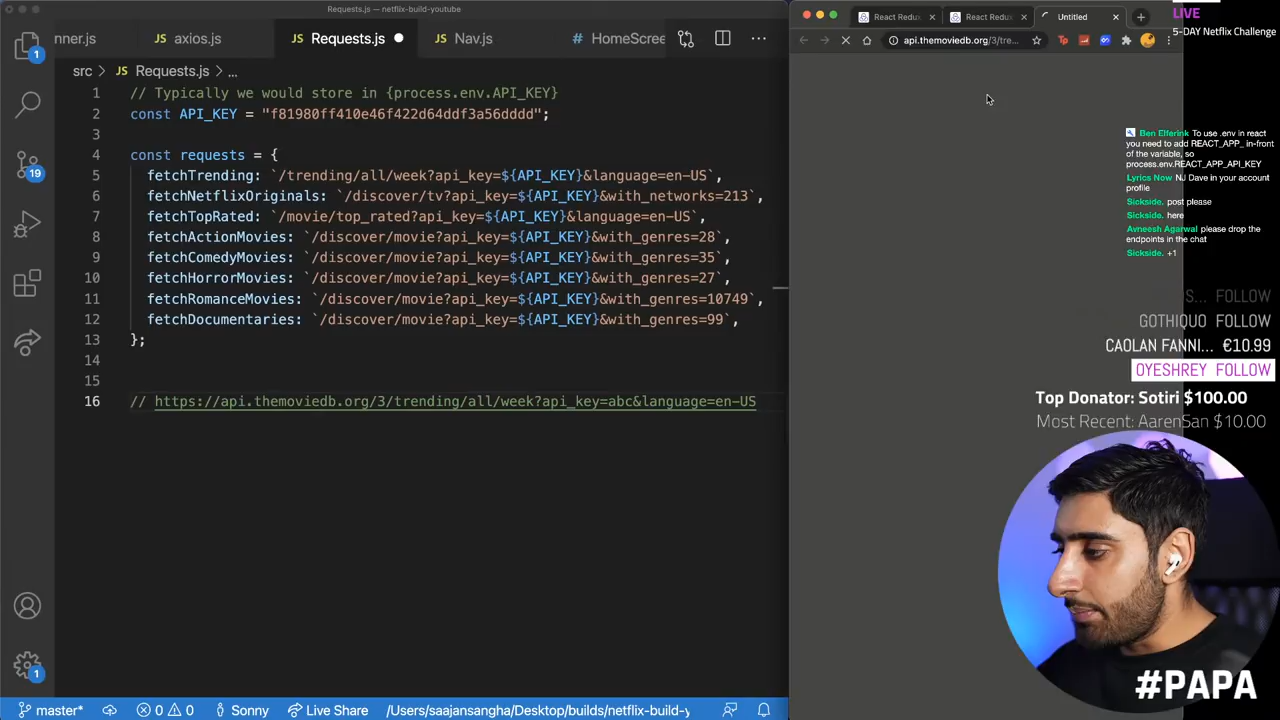 Requests.js — netflix-build-youtube
nner.js
JS axios.js
JS Requests.js
JS Nav.js
# HomeScree
src > JS Requests.js > ...
1 // Typically we would store in {process.env.API_KEY}
2 const API_KEY = "f81980ff410e46f422d64ddf3a56dddd";
3
4 const requests = {
5 fetchTrending: `/trending/all/week?api_key=${API_KEY}&language=en-US`,
6 fetchNetflixOriginals: `/discover/tv?api_key=${API_KEY}&with_networks=213`,
7 fetchTopRated: `/movie/top_rated?api_key=${API_KEY}&language=en-US`,
8 fetchActionMovies: `/discover/movie?api_key=${API_KEY}&with_genres=28`,
9 fetchComedyMovies: `/discover/movie?api_key=${API_KEY}&with_genres=35`,
10 fetchHorrorMovies: `/discover/movie?api_key=${API_KEY}&with_genres=27`,
11 fetchRomanceMovies: `/discover/movie?api_key=${API_KEY}&with_genres=10749`,
12 fetchDocumentaries: `/discover/movie?api_key=${API_KEY}&with_genres=99`,
13 };
14
15
16 // https://api.themoviedb.org/3/trending/all/week?api_key=abc&language=en-US
1
19
1
master*
0 0
Sonny
Live Share
/Users/saajansangha/Desktop/builds/netflix-build-y
React Redux
React Redux
Untitled
api.themoviedb.org/3/tre...
LIVE
5-DAY Netflix Challenge
Ben Elferink To use .env in react
you need to add REACT_APP_ in-front
of the variable, so
process.env.REACT_APP_API_KEY
Lyrics Now NJ Dave in your account
profile
Sickside. post please
Sickside. here
Avneesh Agarwal please drop the
endpoints in the chat
Sickside. +1
S... FOLLOW
GOTHIQUO FOLLOW
CAOLAN FANNI... €10.99
OYESHREY FOLLOW
Top Donator: Sotiri $100.00
Most Recent: AarenSan $10.00
#PAPA